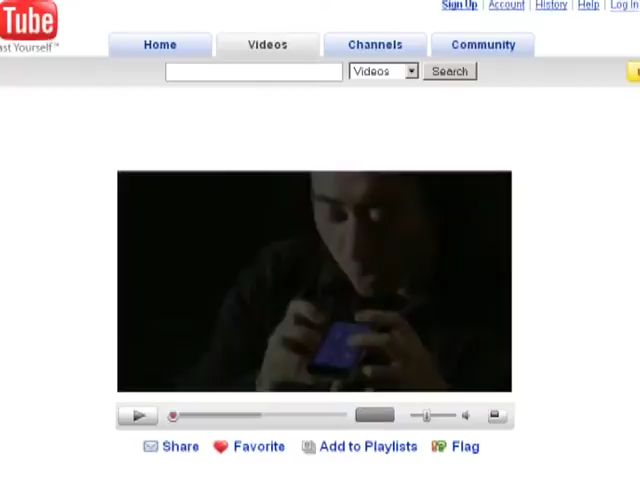 Sign Up | Account | History | Help | Log In
Tube
ast Yourself™
Home Videos Channels Community
Videos Search
Share Favorite Add to Playlists Flag